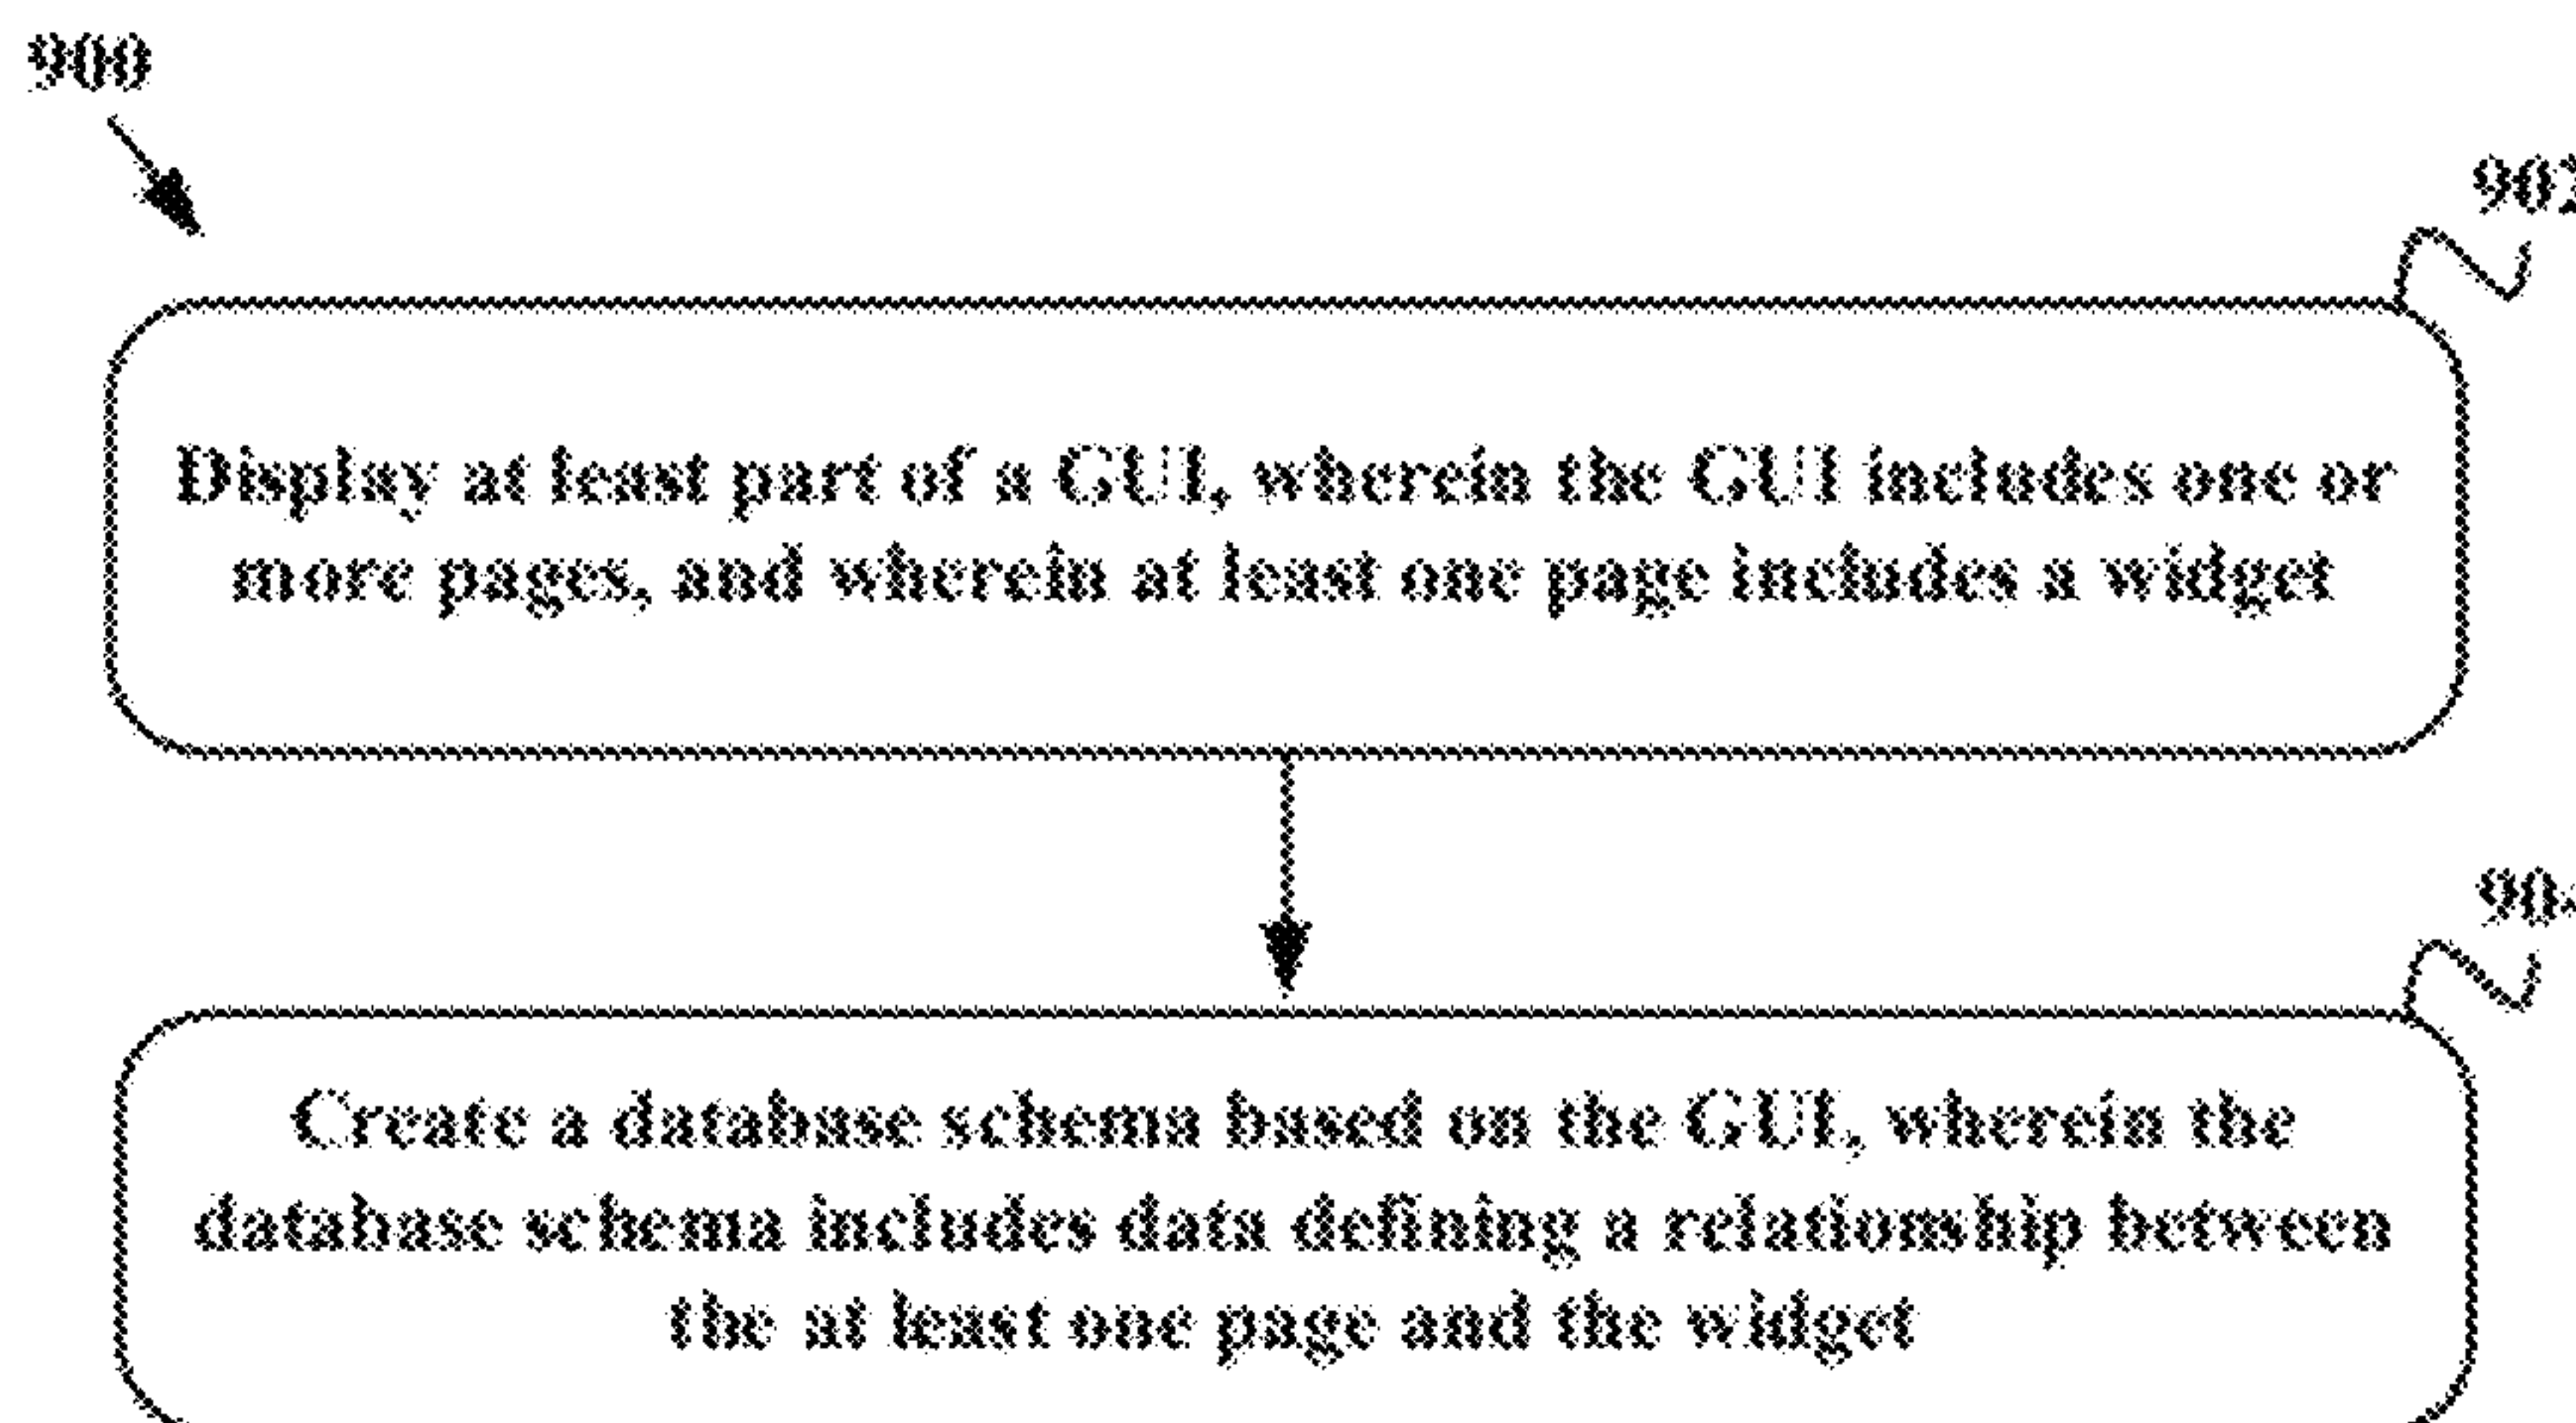 900
902
Display at least part of a GUI, wherein the GUI includes one or
more pages, and wherein at least one page includes a widget
Create a database schema based on the GUI, wherein the
database schema includes data defining a relationship between
the at least one page and the widget